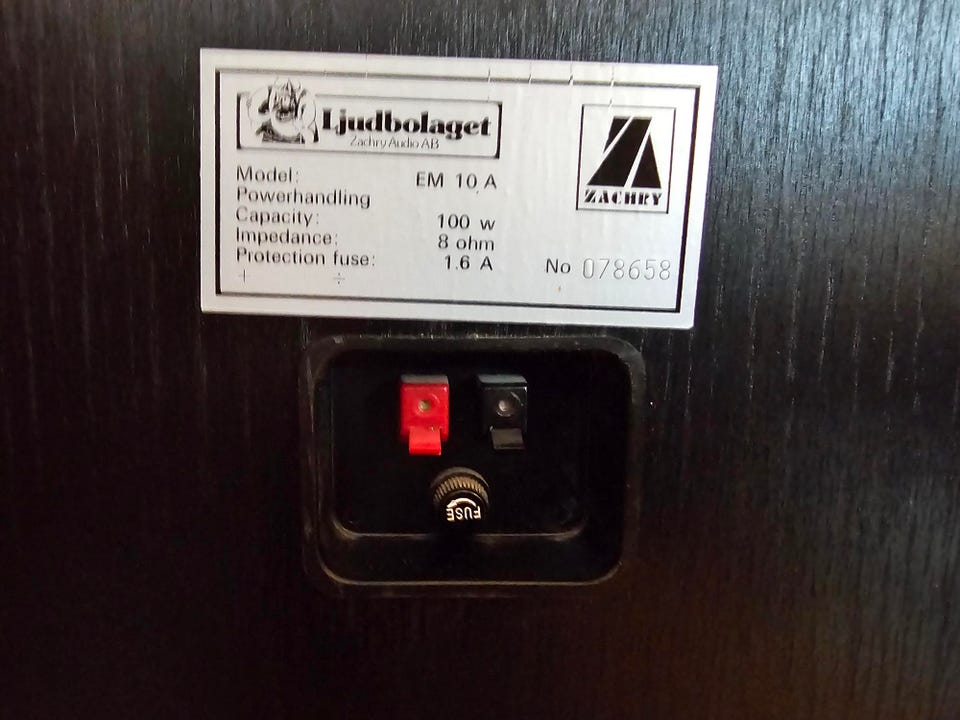 Ljudbolaget
Zachry Audio AB
ZACHRY
Model: EM 10 A
Powerhandling
Capacity: 100 w
Impedance: 8 ohm
Protection fuse: 1.6 A
No 078658
+ ÷
FUSE